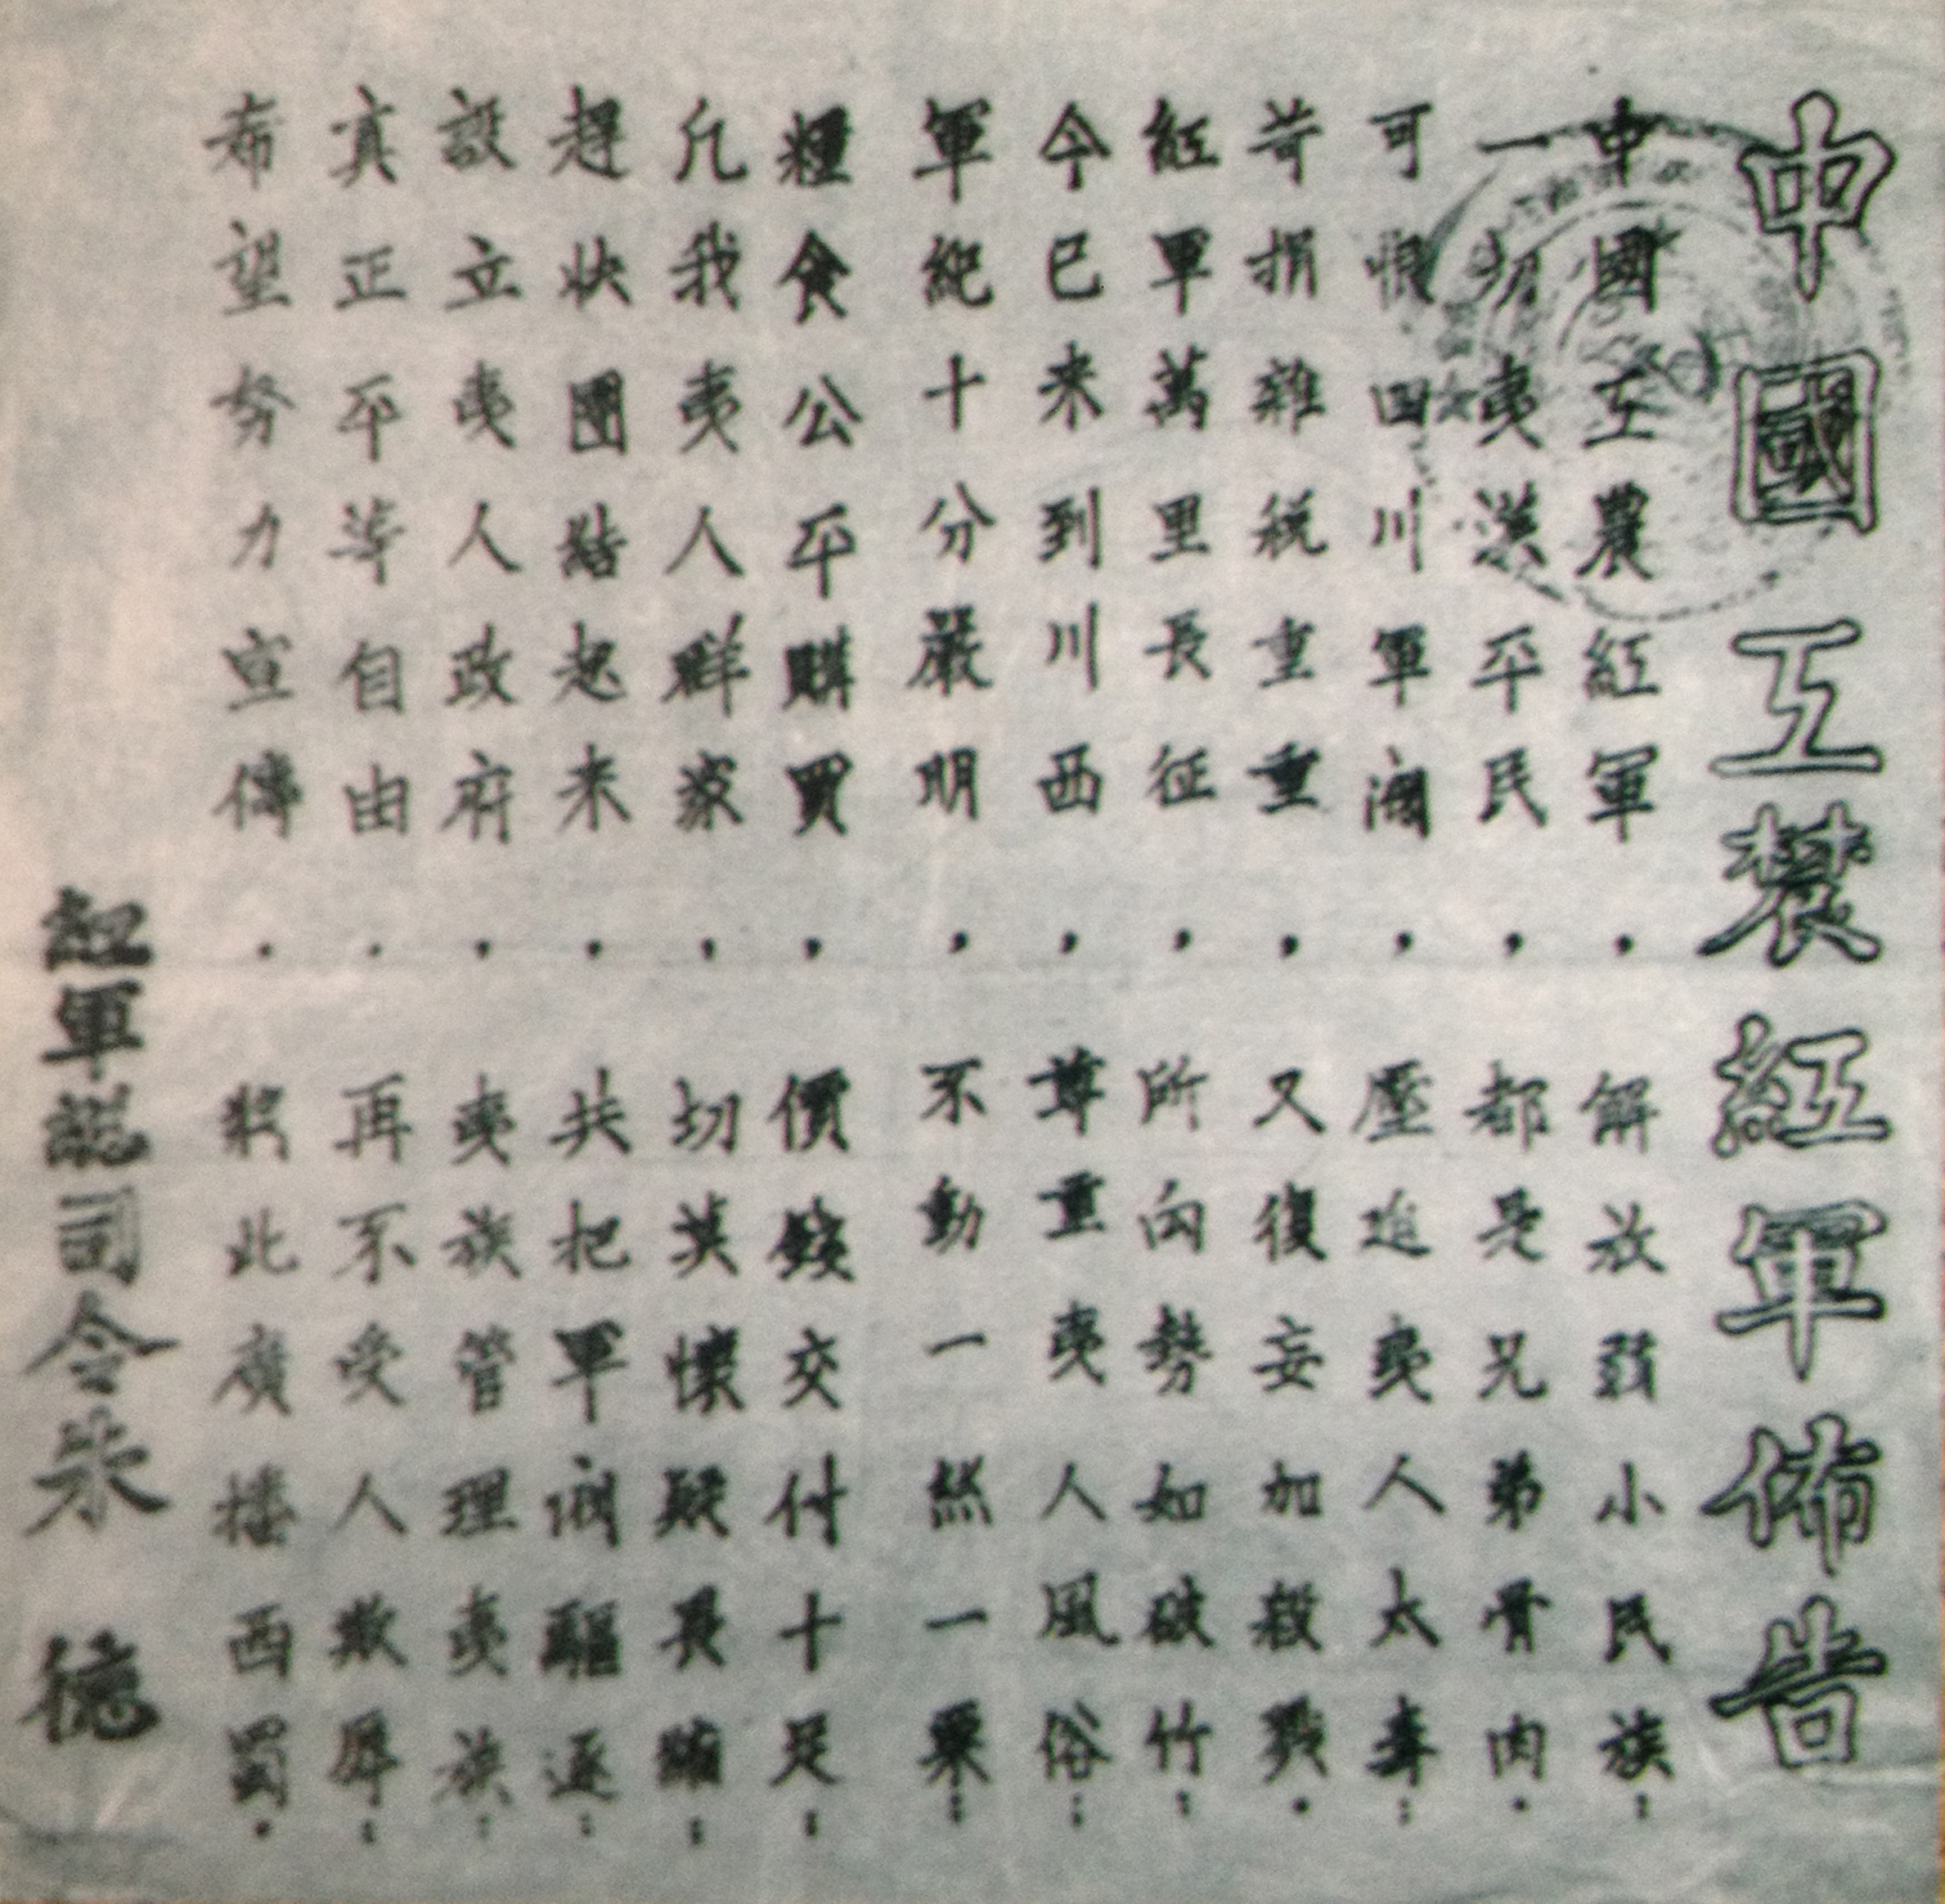 中國工農紅軍佈告
中國工農紅軍，解放弱小民族；
一切夷漢平民，都是兄弟骨肉。
可恨四川軍閥，壓迫夷人太毒；
苛捐雜稅重重，又復妄加殺戮。
紅軍萬里長征，所向勢如破竹；
今已來到川西，尊重夷人風俗。
軍紀十分嚴明，不動一絲一粟；
糧食公平購買，價錢交付十足。
凡我夷人群衆，切莫懷疑畏縮；
趕快團結起來，共把軍閥驅逐。
設立夷人政府，夷族管理夷族；
真正平等自由，再不受人欺辱。
希望努力宣傳，將此廣播西蜀。
紅軍總司令朱德